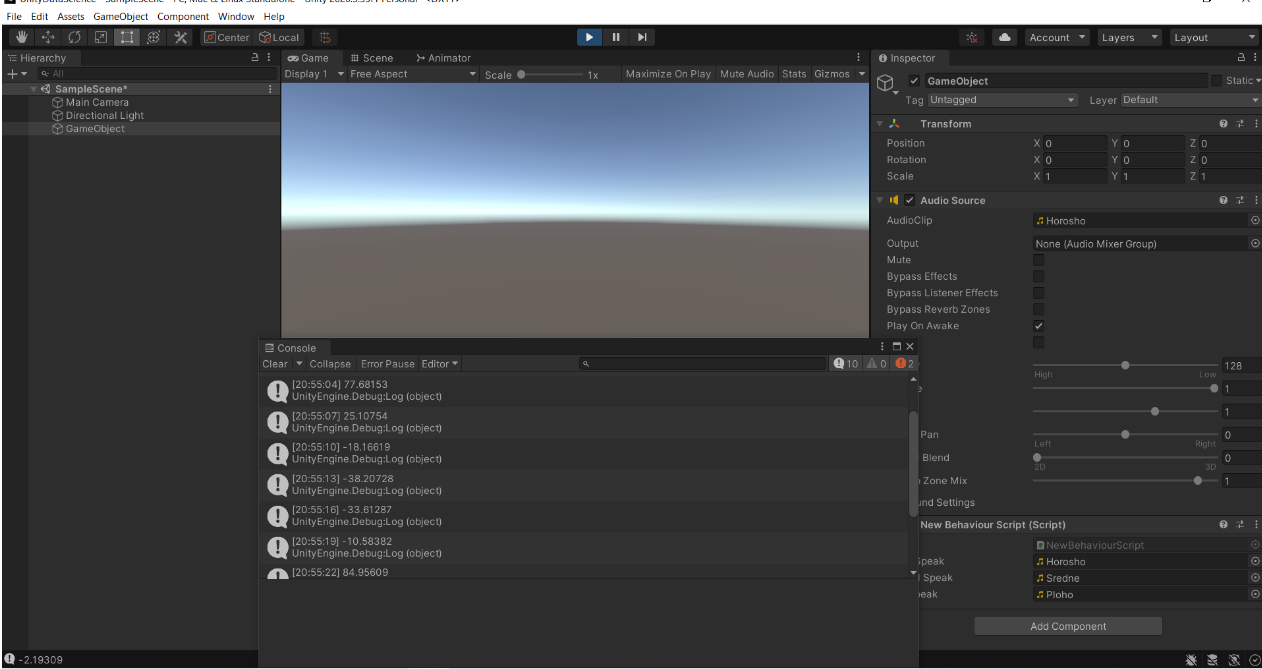 File Edit Assets GameObject Component Window Help
Center Local
Account Layers Layout
Hierarchy
All
SampleScene*
Main Camera
Directional Light
GameObject
Game Scene Animator
Display 1 Free Aspect Scale 1x Maximize On Play Mute Audio Stats Gizmos
Inspector
GameObject Static
Tag Untagged Layer Default
Transform
Position X 0 Y 0 Z 0
Rotation X 0 Y 0 Z 0
Scale X 1 Y 1 Z 1
Audio Source
AudioClip Horosho
Output None (Audio Mixer Group)
Mute
Bypass Effects
Bypass Listener Effects
Bypass Reverb Zones
Play On Awake
128
High Low
1
1
Pan 0
Left Right
Blend 0
2D 3D
Zone Mix 1
Settings
New Behaviour Script (Script)
NewBehaviourScript
Speak Horosho
Speak Sredne
Ploho
Add Component
Console
Clear Collapse Error Pause Editor 10 0 2
[20:55:04] 77.68153
UnityEngine.Debug:Log (object)
[20:55:07] 25.10754
UnityEngine.Debug:Log (object)
[20:55:10] -18.16619
UnityEngine.Debug:Log (object)
[20:55:13] -38.20728
UnityEngine.Debug:Log (object)
[20:55:16] -33.61287
UnityEngine.Debug:Log (object)
[20:55:19] -10.58382
UnityEngine.Debug:Log (object)
[20:55:22] 84.95609
-2.19309